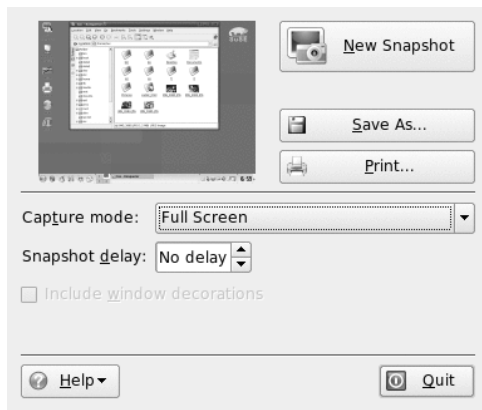 New Snapshot
Save As...
Print...
Capture mode: Full Screen
Snapshot delay: No delay
Include window decorations
Help
Quit